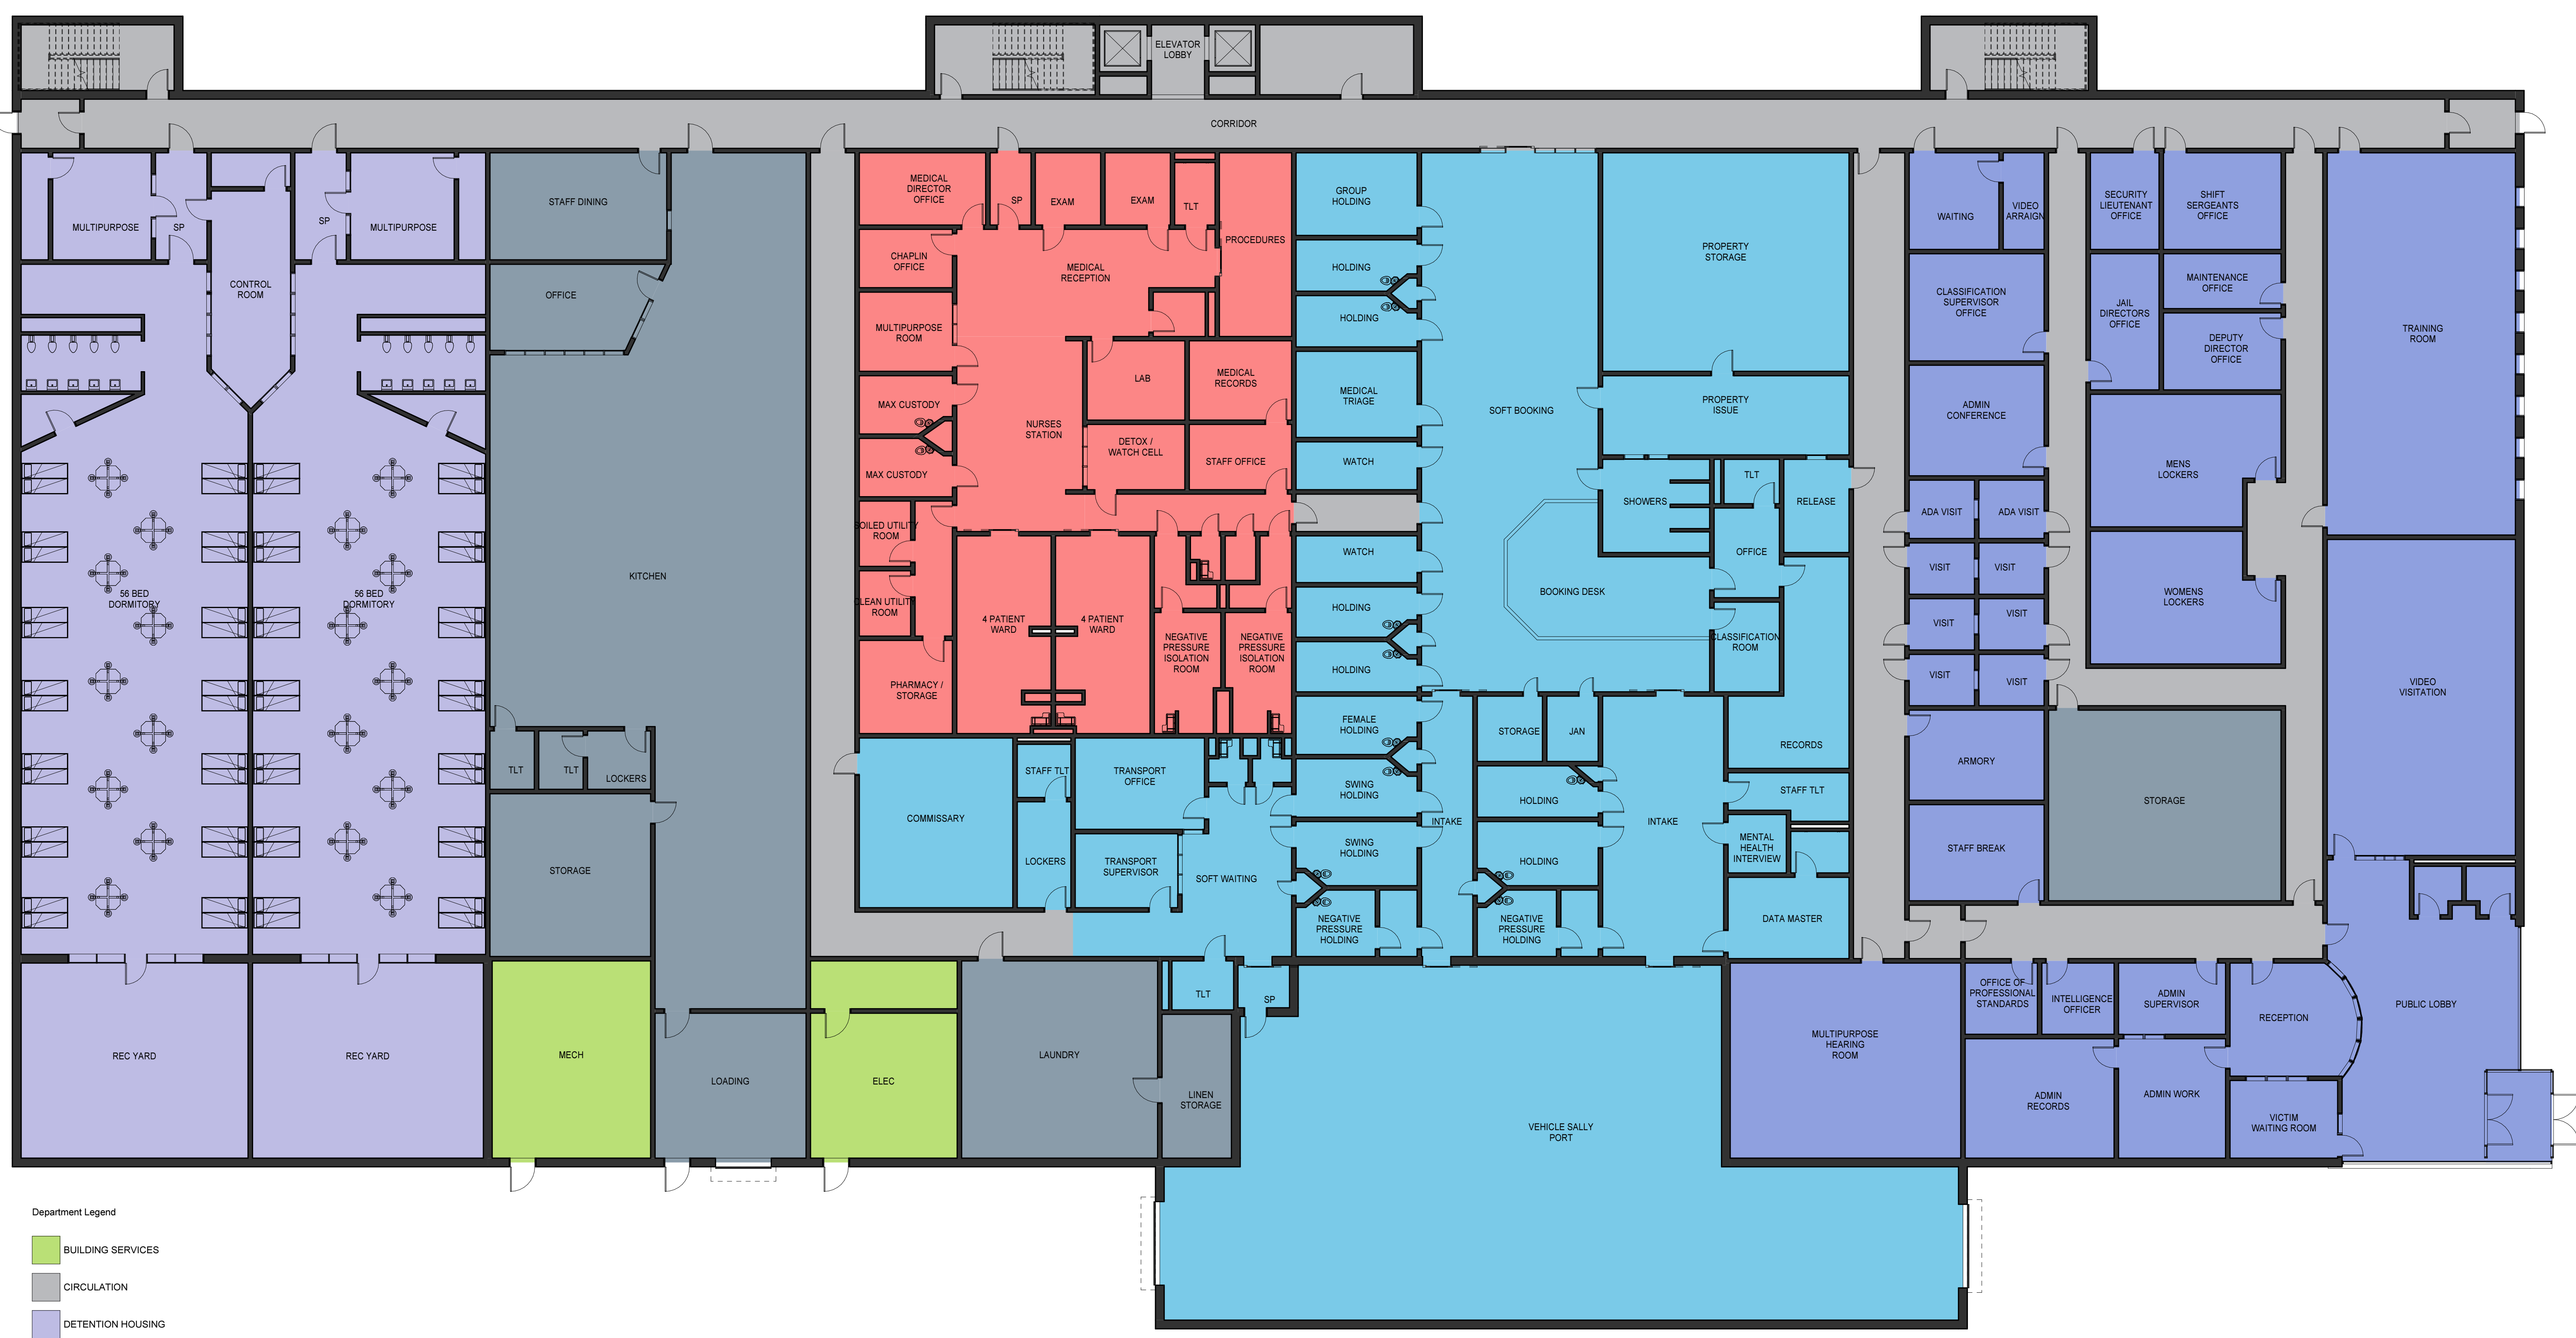 ELEVATOR
LOBBY
CORRIDOR
MULTIPURPOSE
SP
CONTROL
ROOM
SP
MULTIPURPOSE
56 BED
DORMITORY
56 BED
DORMITORY
REC YARD
REC YARD
STAFF DINING
OFFICE
KITCHEN
TLT
TLT
LOCKERS
STORAGE
MECH
LOADING
ELEC
LAUNDRY
LINEN
STORAGE
MEDICAL
DIRECTOR
OFFICE
SP
EXAM
EXAM
TLT
PROCEDURES
CHAPLIN
OFFICE
MEDICAL
RECEPTION
MULTIPURPOSE
ROOM
LAB
MEDICAL
RECORDS
MAX CUSTODY
NURSES
STATION
DETOX /
WATCH CELL
STAFF OFFICE
MAX CUSTODY
SOILED UTILITY
ROOM
CLEAN UTILITY
ROOM
PHARMACY /
STORAGE
4 PATIENT
WARD
4 PATIENT
WARD
NEGATIVE
PRESSURE
ISOLATION
ROOM
NEGATIVE
PRESSURE
ISOLATION
ROOM
COMMISSARY
STAFF TLT
LOCKERS
TRANSPORT
OFFICE
TRANSPORT
SUPERVISOR
SOFT WAITING
TLT
SP
GROUP
HOLDING
HOLDING
HOLDING
MEDICAL
TRIAGE
WATCH
WATCH
HOLDING
HOLDING
FEMALE
HOLDING
SWING
HOLDING
SWING
HOLDING
NEGATIVE
PRESSURE
HOLDING
SOFT BOOKING
PROPERTY
STORAGE
PROPERTY
ISSUE
SHOWERS
TLT
RELEASE
OFFICE
BOOKING DESK
CLASSIFICATION
ROOM
STORAGE
JAN
RECORDS
INTAKE
HOLDING
HOLDING
NEGATIVE
PRESSURE
HOLDING
INTAKE
STAFF TLT
MENTAL
HEALTH
INTERVIEW
DATA MASTER
VEHICLE SALLY
PORT
WAITING
VIDEO
ARRAIGN
CLASSIFICATION
SUPERVISOR
OFFICE
ADMIN
CONFERENCE
ADA VISIT
ADA VISIT
VISIT
VISIT
VISIT
VISIT
VISIT
VISIT
ARMORY
STAFF BREAK
SECURITY
LIEUTENANT
OFFICE
SHIFT
SERGEANTS
OFFICE
JAIL
DIRECTORS
OFFICE
MAINTENANCE
OFFICE
DEPUTY
DIRECTOR
OFFICE
MENS
LOCKERS
WOMENS
LOCKERS
STORAGE
TRAINING
ROOM
VIDEO
VISITATION
MULTIPURPOSE
HEARING
ROOM
OFFICE OF
PROFESSIONAL
STANDARDS
INTELLIGENCE
OFFICER
ADMIN
SUPERVISOR
RECEPTION
PUBLIC LOBBY
ADMIN
RECORDS
ADMIN WORK
VICTIM
WAITING ROOM
Department Legend
BUILDING SERVICES
CIRCULATION
DETENTION HOUSING